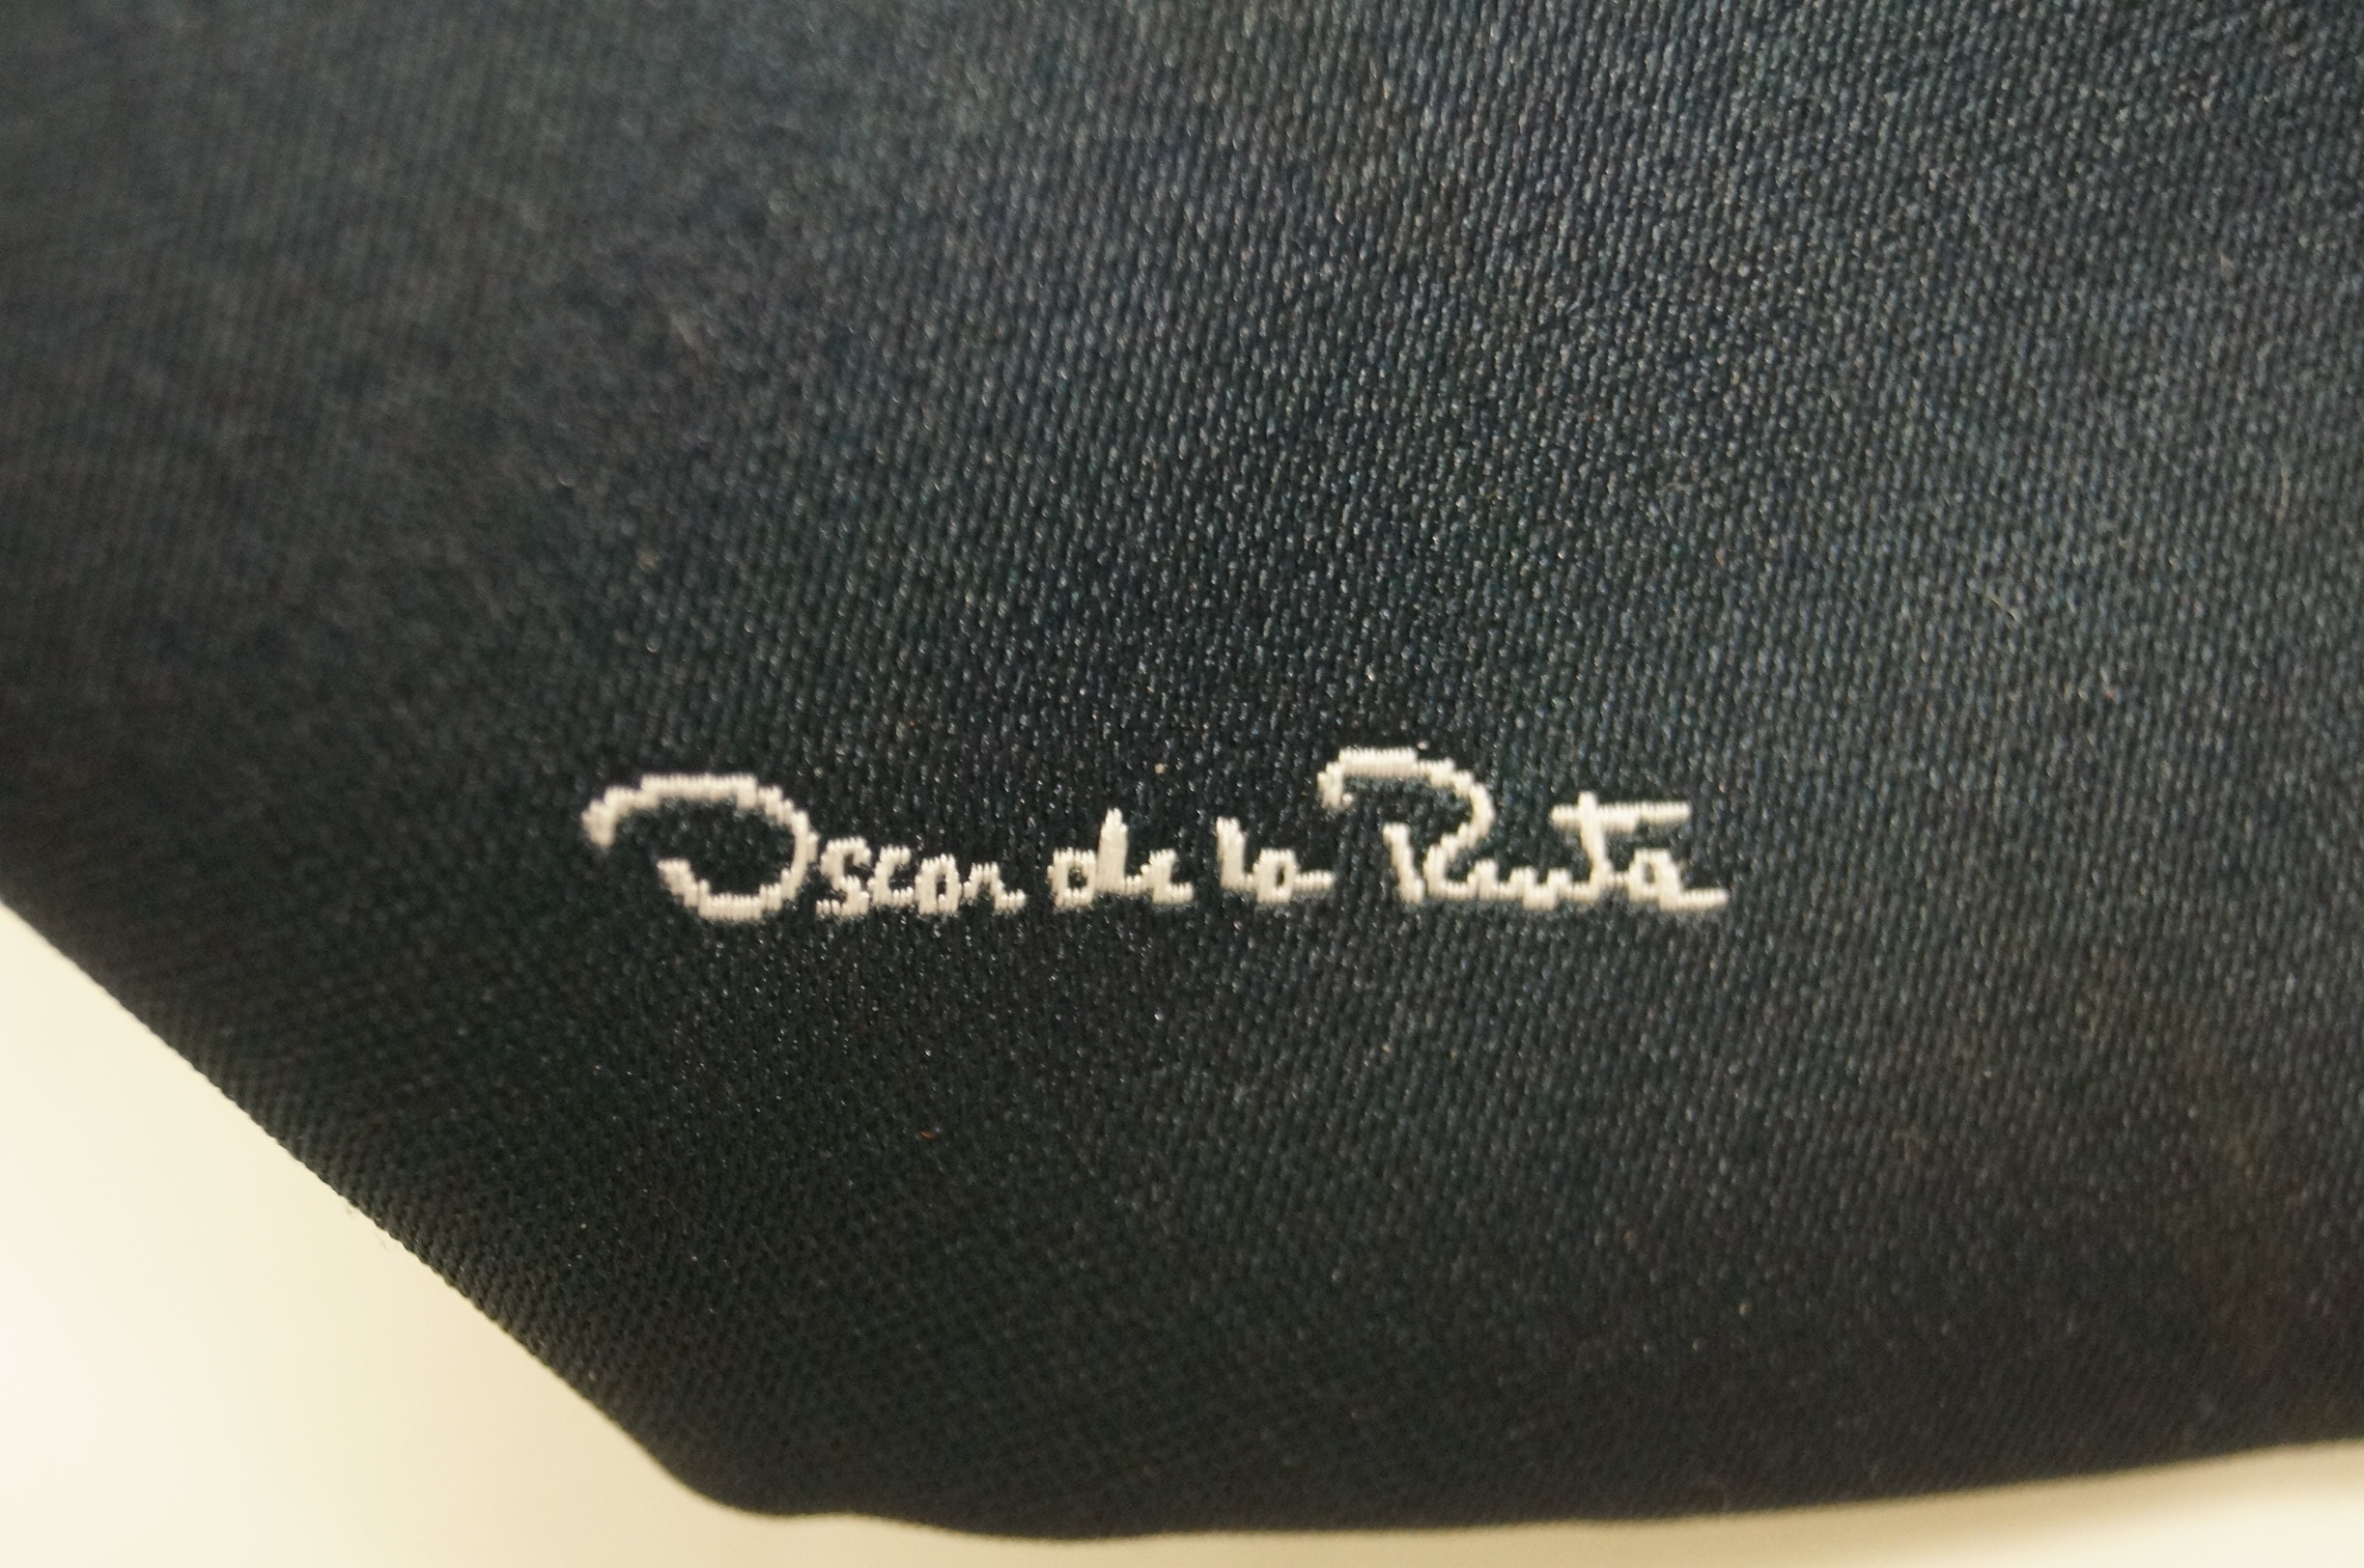 Oscar de la Renta